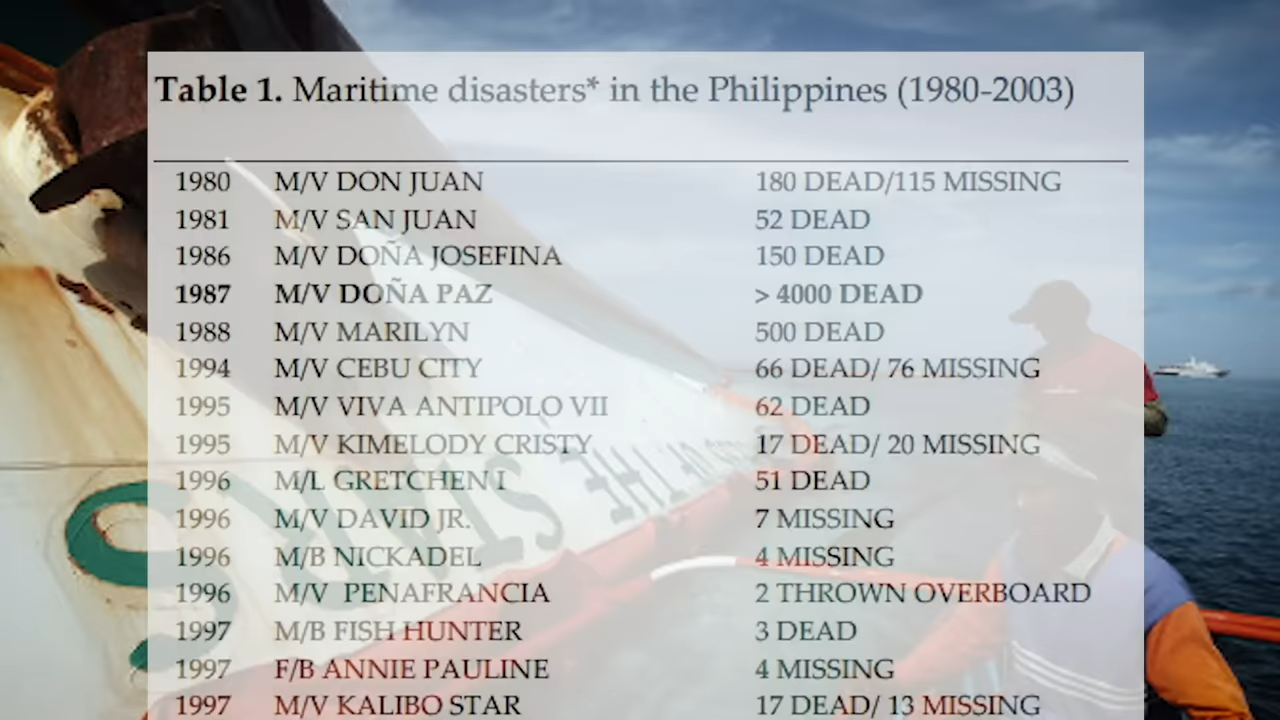 Table 1. Maritime disasters* in the Philippines (1980-2003)
1980 M/V DON JUAN 180 DEAD/115 MISSING
1981 M/V SAN JUAN 52 DEAD
1986 M/V DOÑA JOSEFINA 150 DEAD
1987 M/V DOÑA PAZ > 4000 DEAD
1988 M/V MARILYN 500 DEAD
1994 M/V CEBU CITY 66 DEAD/ 76 MISSING
1995 M/V VIVA ANTIPOLO VII 62 DEAD
1995 M/V KIMELODY CRISTY 17 DEAD/ 20 MISSING
1996 M/L GRETCHEN I 51 DEAD
1996 M/V DAVID JR. 7 MISSING
1996 M/B NICKADEL 4 MISSING
1996 M/V PENAFRANCIA 2 THROWN OVERBOARD
1997 M/B FISH HUNTER 3 DEAD
1997 F/B ANNIE PAULINE 4 MISSING
1997 M/V KALIBO STAR 17 DEAD/ 13 MISSING